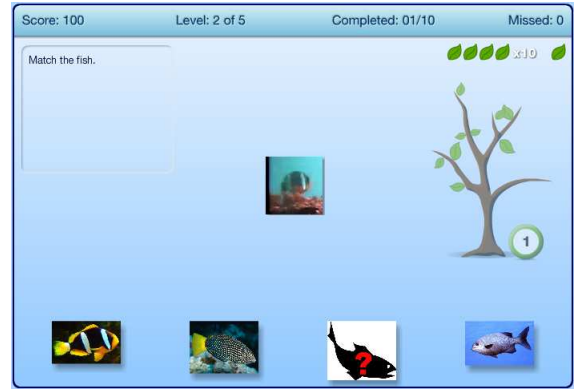 Score: 100 Level: 2 of 5 Completed: 01/10 Missed: 0
x10
Match the fish.
1
?